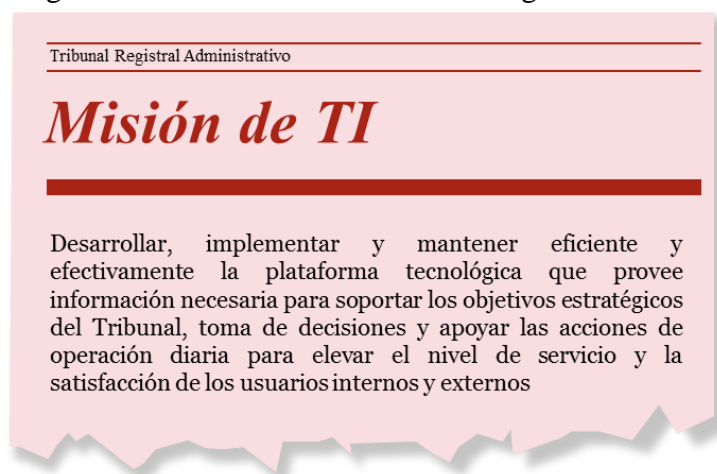 Tribunal Registral Administrativo
Misión de TI
Desarrollar, implementar y mantener eficiente y
efectivamente la plataforma tecnológica que provee
información necesaria para soportar los objetivos estratégicos
del Tribunal, toma de decisiones y apoyar las acciones de
operación diaria para elevar el nivel de servicio y la
satisfacción de los usuarios internos y externos